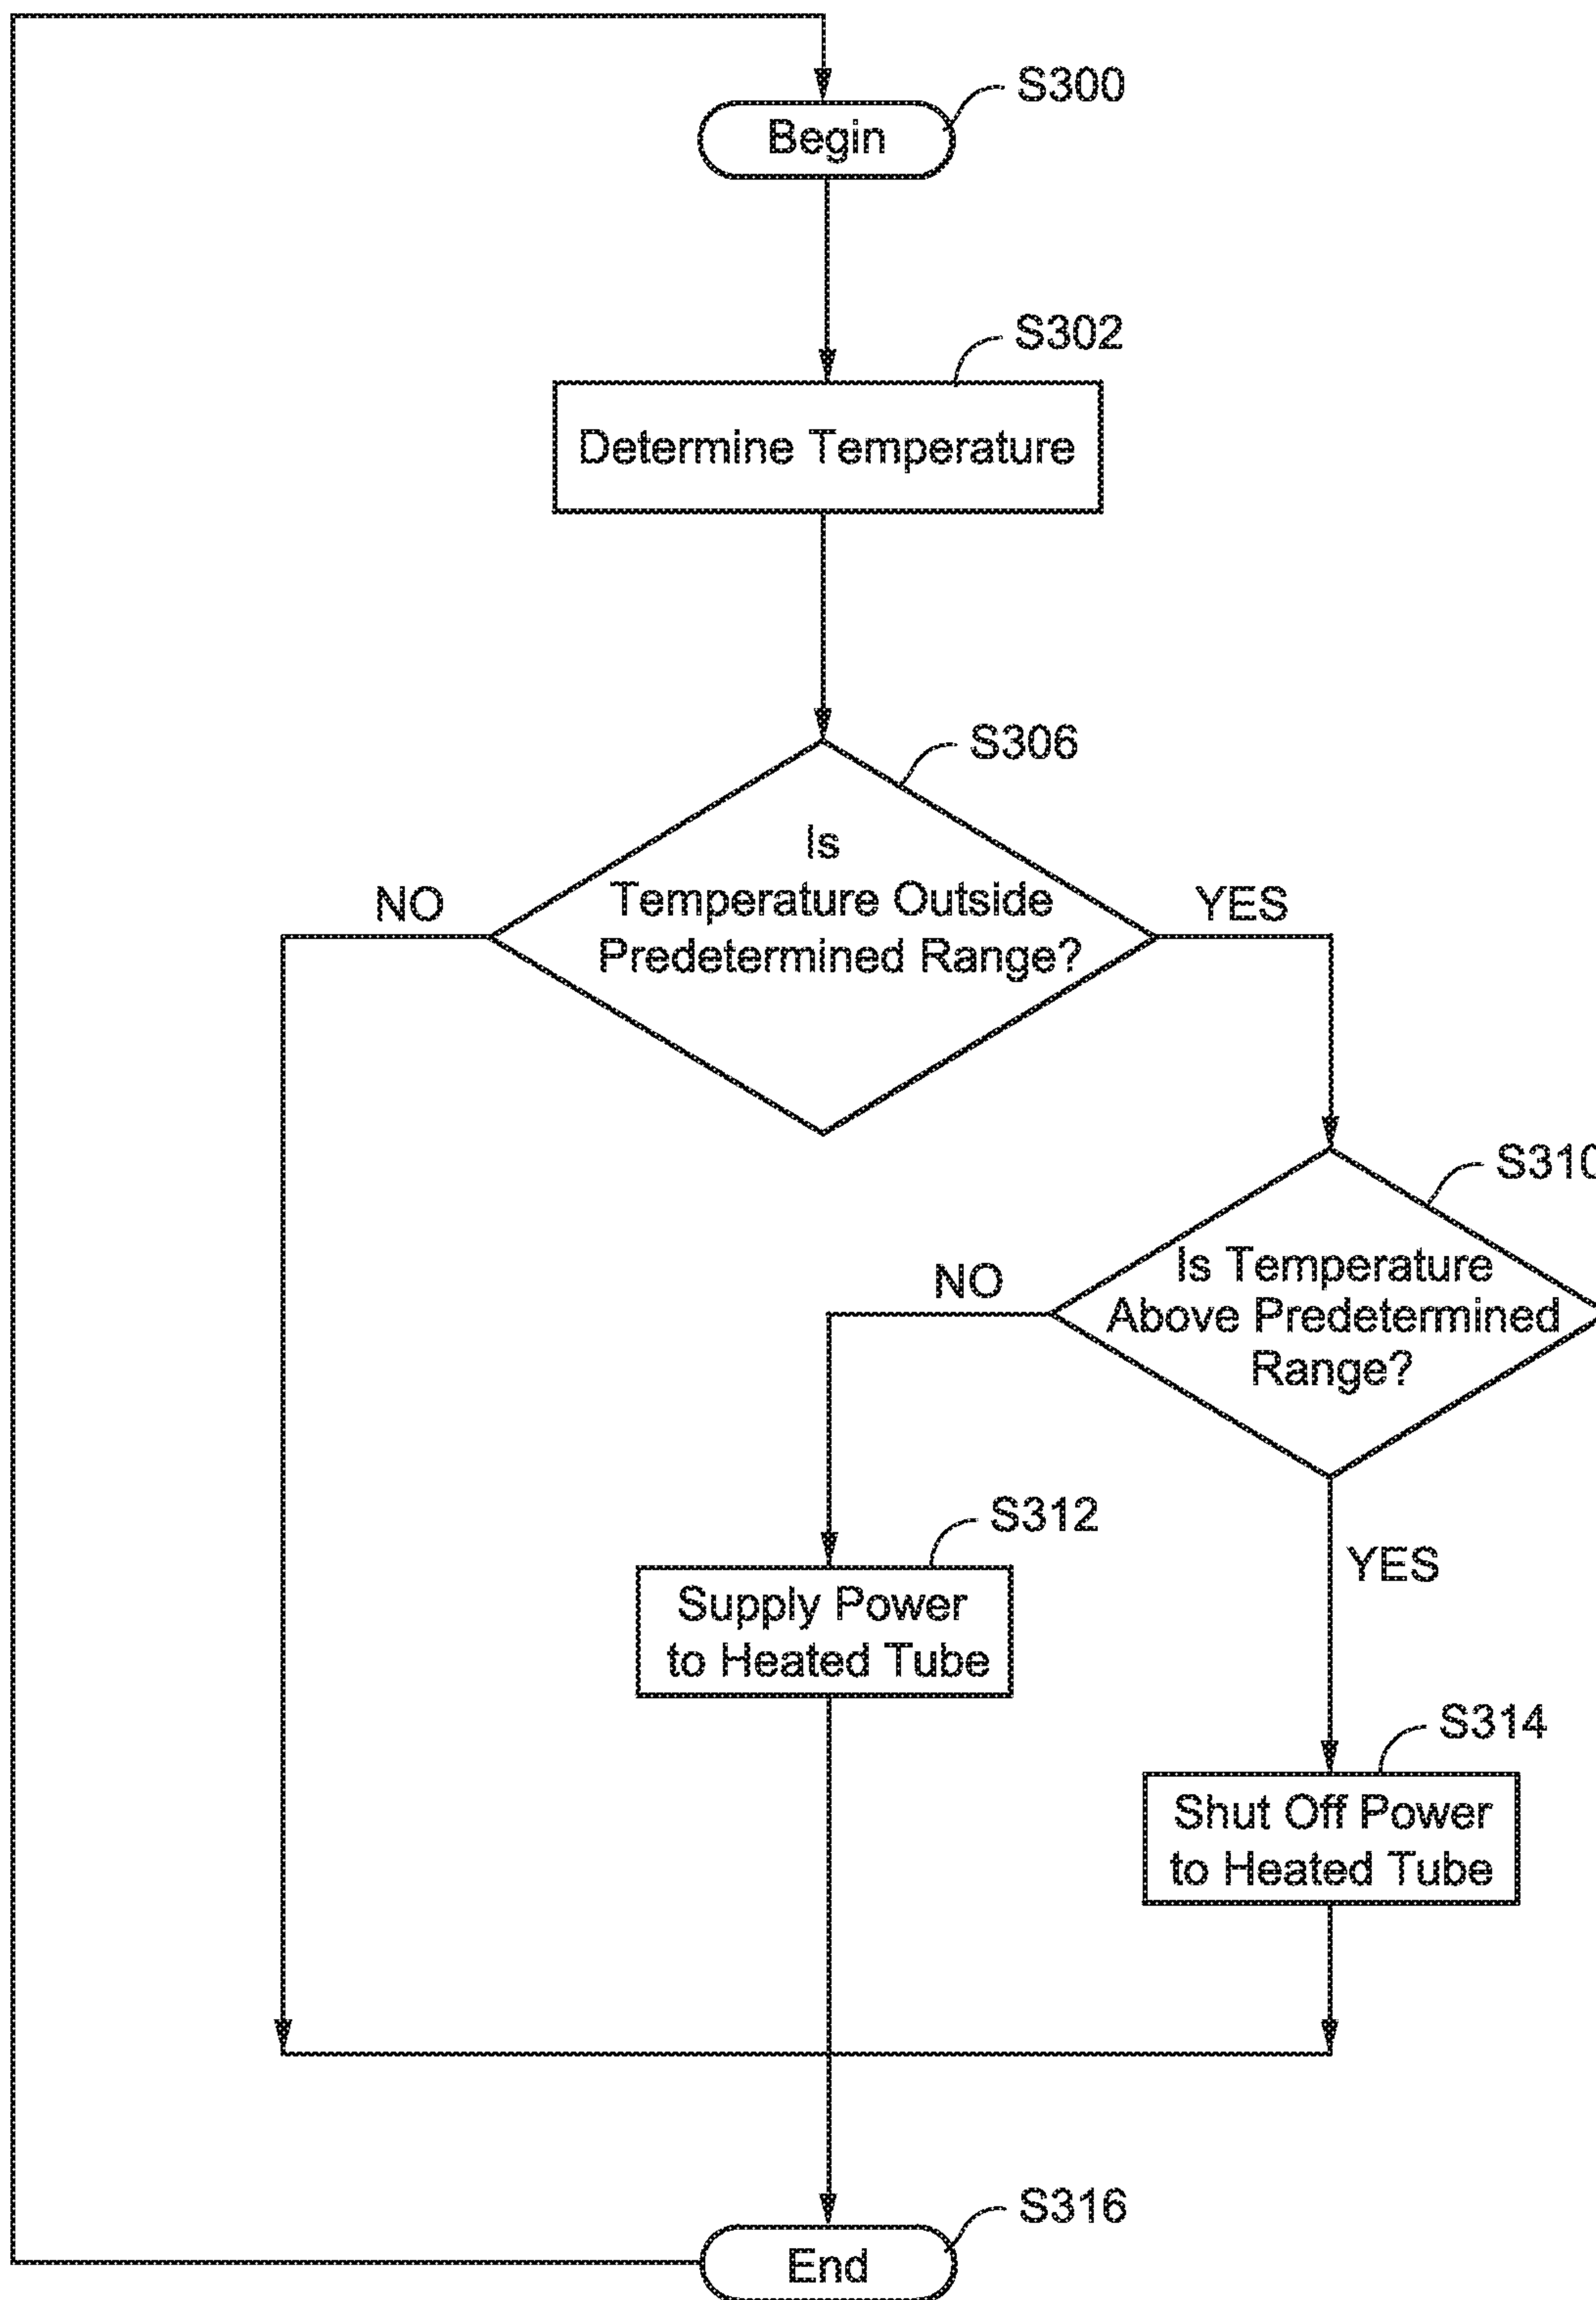 S300
Begin
S302
Determine Temperature
S306
Is
Temperature Outside
Predetermined Range?
NO
YES
S310
Is Temperature
Above Predetermined
Range?
NO
YES
S312
Supply Power
to Heated Tube
S314
Shut Off Power
to Heated Tube
S316
End